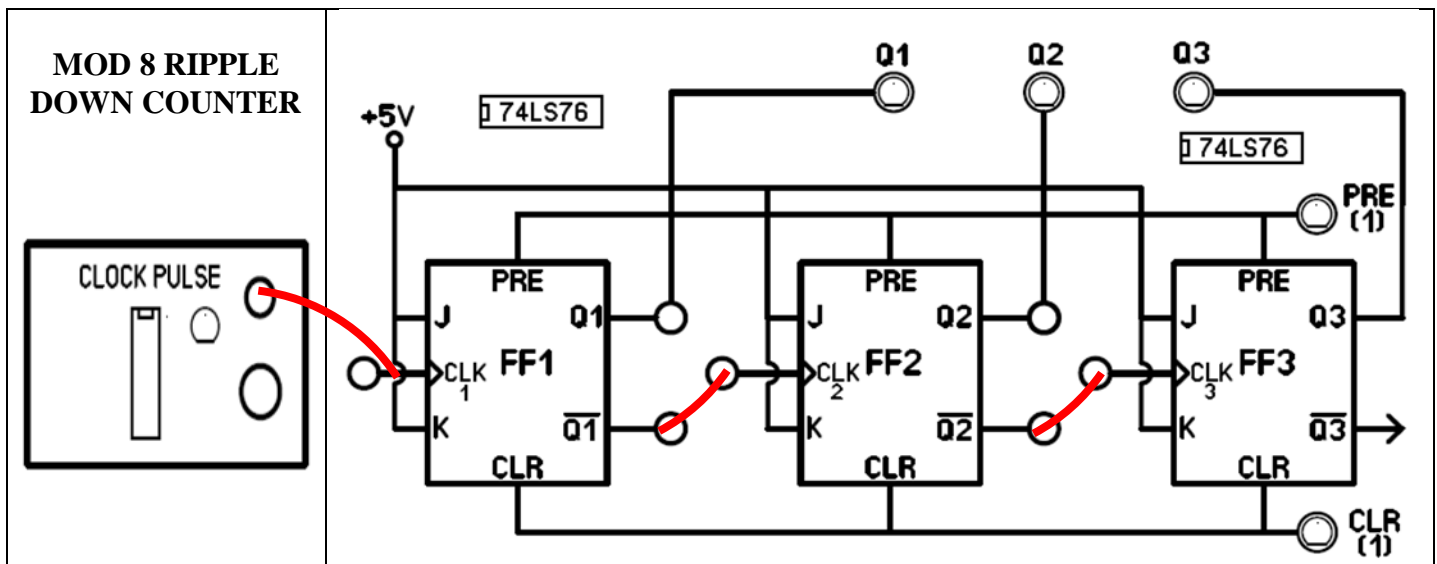 MOD 8 RIPPLE
DOWN COUNTER
CLOCK PULSE
+5V
74LS76
Q1
Q2
Q3
74LS76
PRE
(1)
PRE
J
Q1
CLK
1
FF1
K
Q1
CLR
PRE
J
Q2
CLK
2
FF2
K
Q2
CLR
PRE
J
Q3
CLK
3
FF3
K
Q3
CLR
CLR
(1)